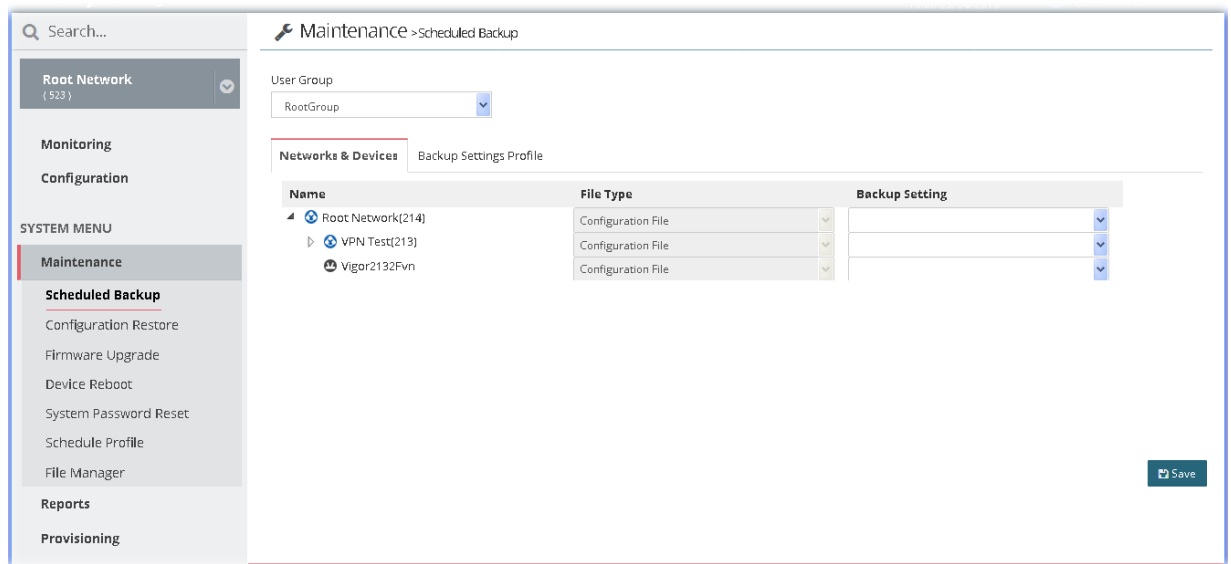 Search...
Maintenance >Scheduled Backup
Root Network
(523)
User Group
RootGroup
Monitoring
Configuration
Networks & Devices Backup Settings Profile
Name File Type Backup Setting
Root Network[214] Configuration File
VPN Test[213] Configuration File
Vigor2132Fvn Configuration File
SYSTEM MENU
Maintenance
Scheduled Backup
Configuration Restore
Firmware Upgrade
Device Reboot
System Password Reset
Schedule Profile
File Manager
Save
Reports
Provisioning